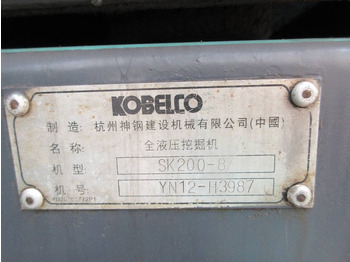 KOBELCO
制造: 杭州神钢建设机械有限公司(中國)
名称: 全液压挖掘机
机型: SK200-8
机号: YN12-H3987